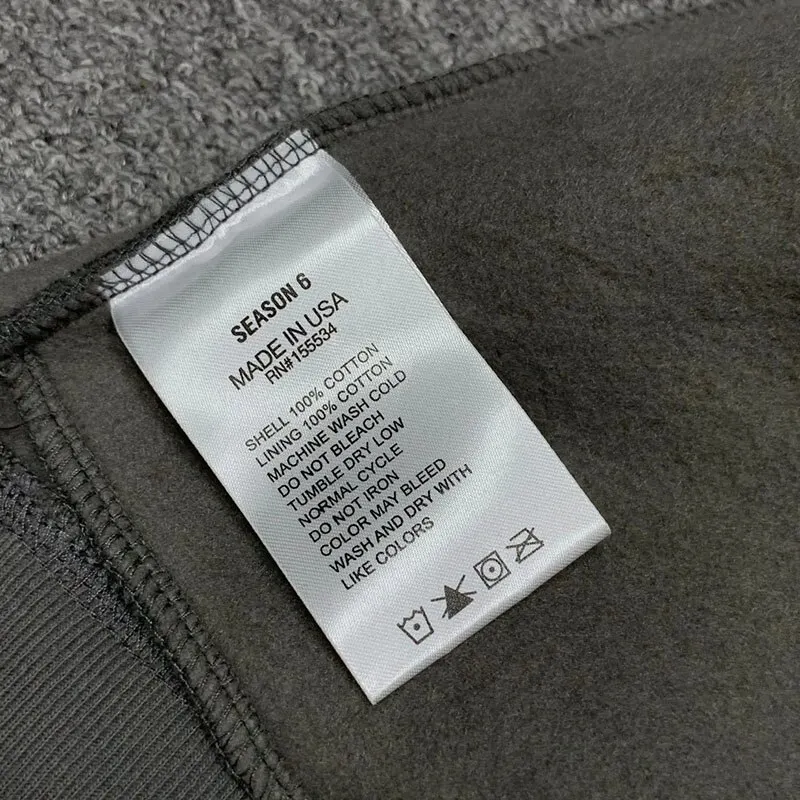 SEASON 6
MADE IN USA
RN#155534
SHELL 100% COTTON
LINING 100% COTTON
MACHINE WASH COLD
DO NOT BLEACH
TUMBLE DRY LOW
NORMAL CYCLE
DO NOT IRON
COLOR MAY BLEED
WASH AND DRY WITH
LIKE COLORS